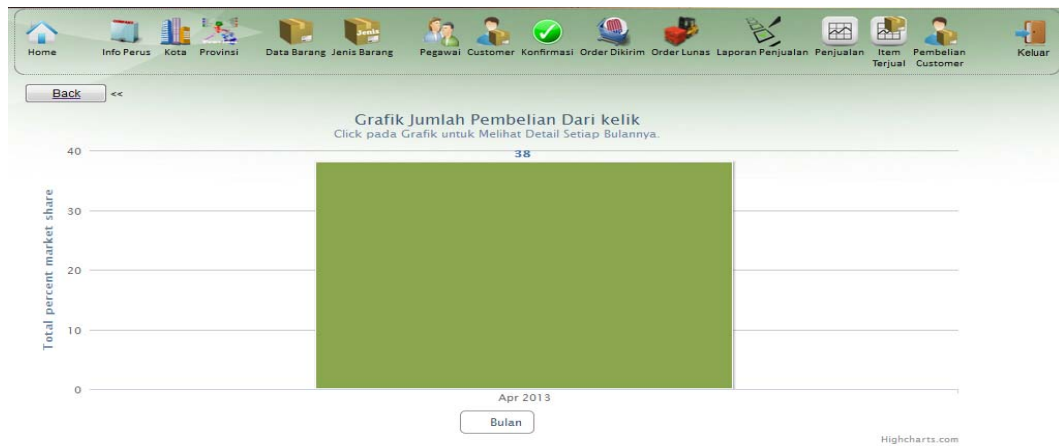 Home Info Perus Kota Provinsi Data Barang Jenis Barang Pegawai Customer Konfirmasi Order Dikirim Order Lunas Laporan Penjualan Penjualan Item Terjual Pembelian Customer Keluar
Jenis
Back <<
Grafik Jumlah Pembelian Dari kelik
Click pada Grafik untuk Melihat Detail Setiap Bulannya.
38
40
30
20
10
0
Total percent market share
Apr 2013
Bulan
Highcharts.com